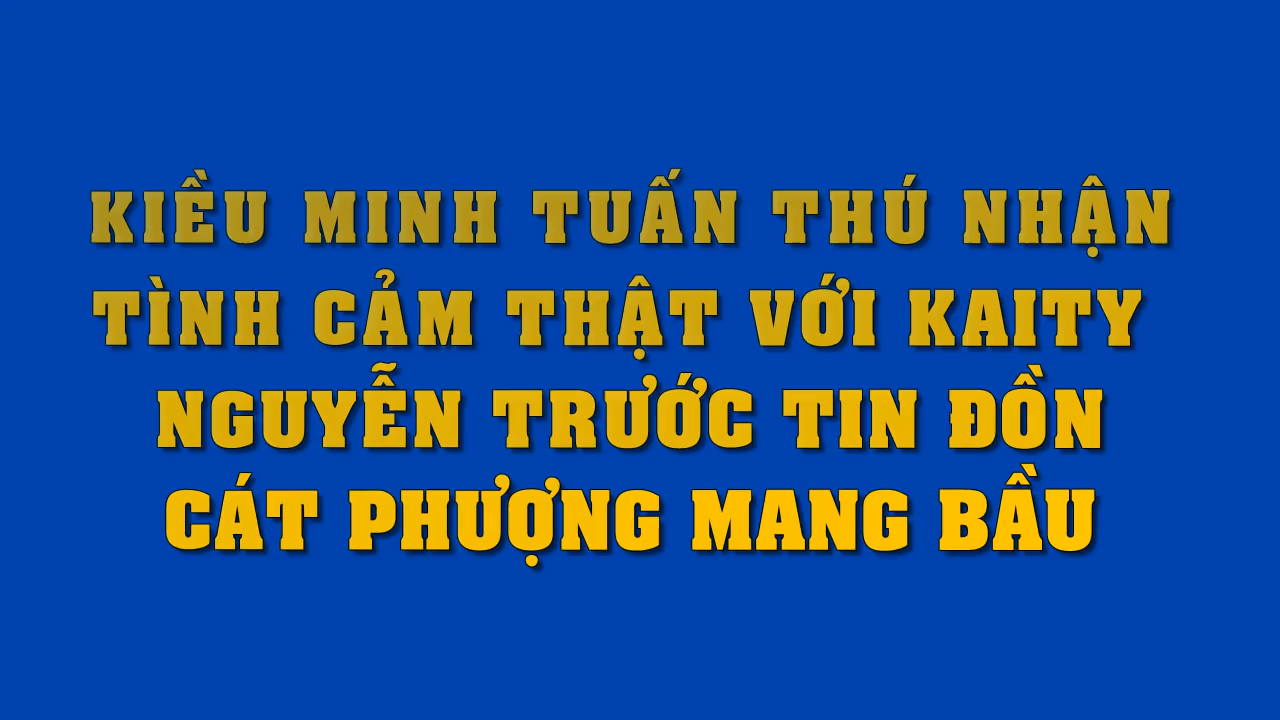 KIỀU MINH TUẤN THÚ NHẬN
TÌNH CẢM THẬT VỚI KAITY
NGUYỄN TRƯỚC TIN ĐỒN
CÁT PHƯỢNG MANG BẦU